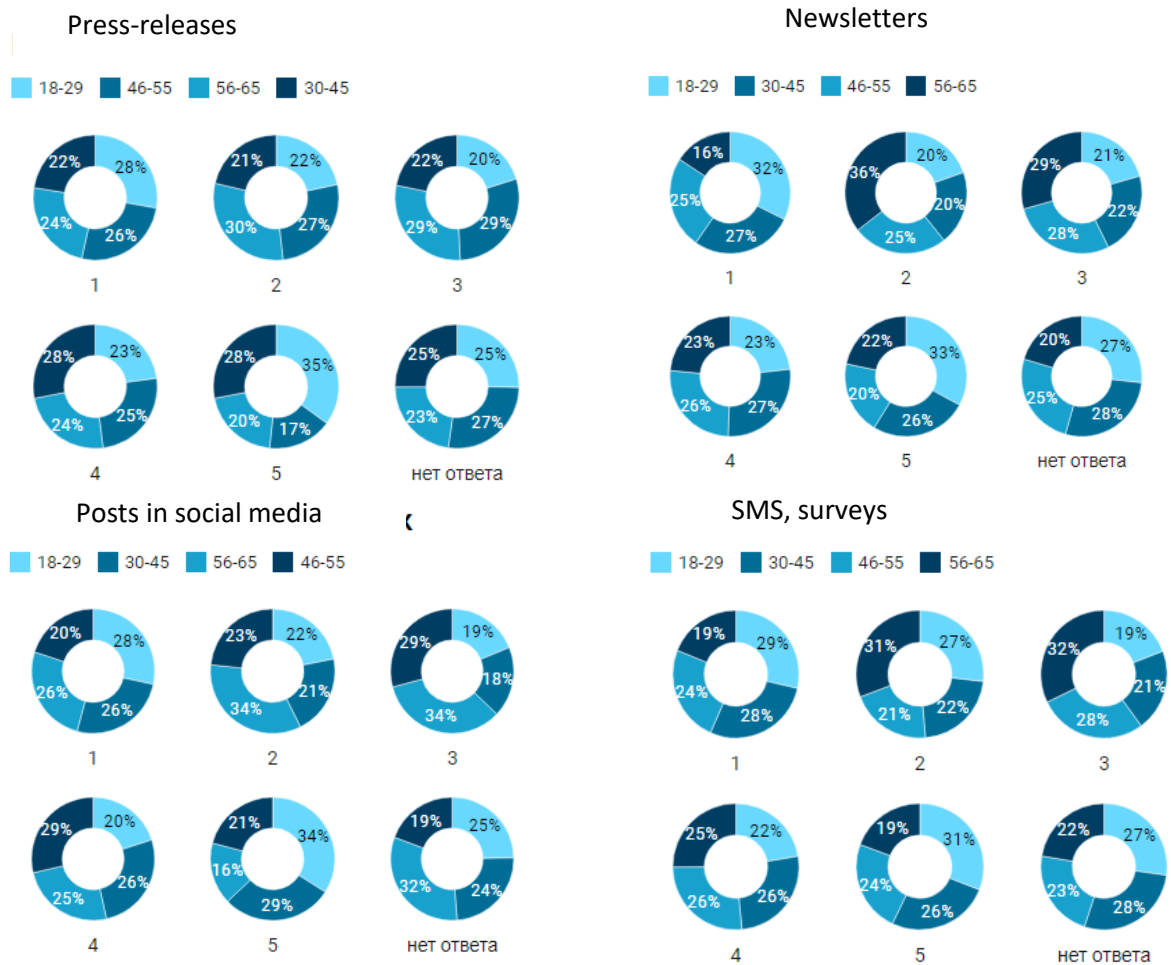 Press-releases
18-29 46-55 56-65 30-45
22% 28% 24% 26%
21% 22% 30% 27%
22% 20% 29% 29%
1 2 3
28% 23% 24% 25%
28% 35% 20% 17%
25% 25% 23% 27%
4 5 нет ответа
Newsletters
18-29 30-45 46-55 56-65
16% 32% 25% 27%
36% 20% 25% 20%
29% 21% 28% 22%
1 2 3
23% 23% 26% 27%
22% 33% 20% 26%
20% 27% 25% 28%
4 5 нет ответа
Posts in social media
х
18-29 30-45 56-65 46-55
20% 28% 26% 26%
23% 22% 34% 21%
29% 19% 34% 18%
1 2 3
29% 20% 25% 26%
21% 34% 16% 29%
19% 25% 32% 24%
4 5 нет ответа
SMS, surveys
18-29 30-45 46-55 56-65
19% 29% 24% 28%
31% 27% 21% 22%
32% 19% 28% 21%
1 2 3
25% 22% 26% 26%
19% 31% 24% 26%
22% 27% 23% 28%
4 5 нет ответа